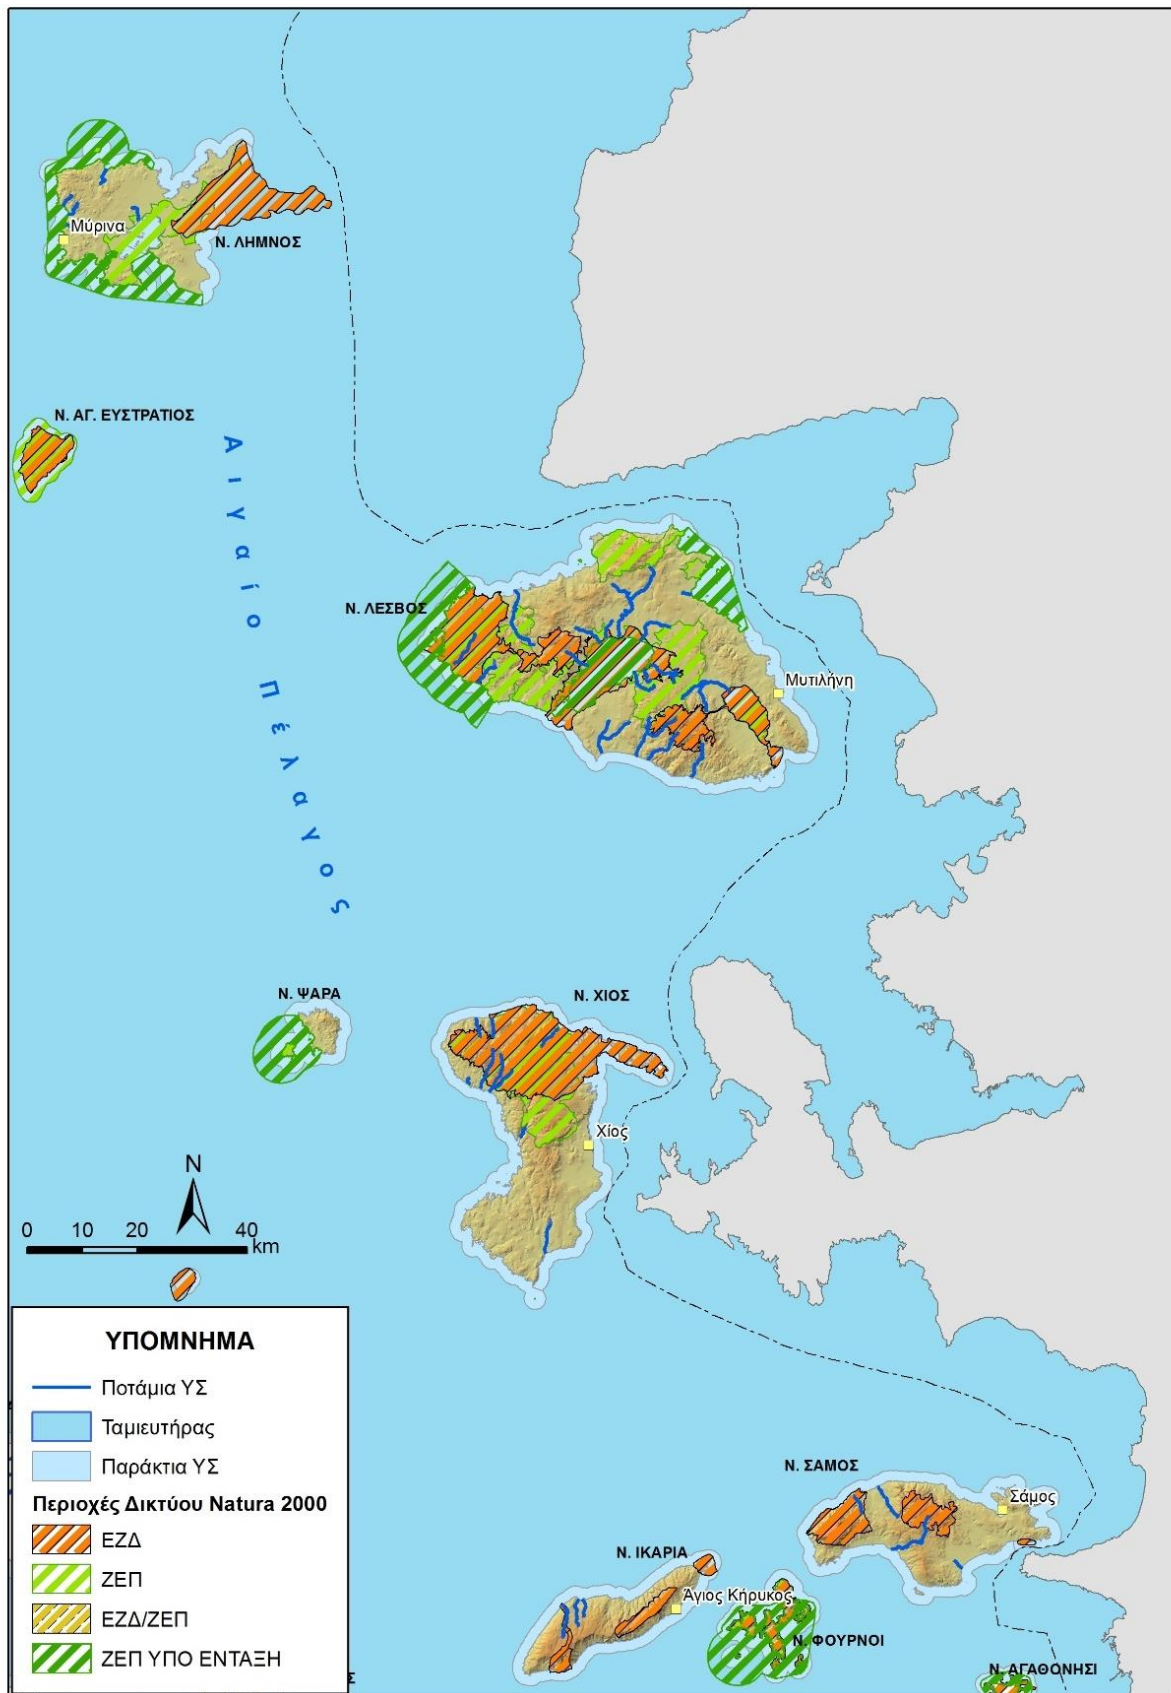 Μύρινα
Ν. ΛΗΜΝΟΣ
Ν. ΑΓ. ΕΥΣΤΡΑΤΙΟΣ
Αιγαίο Πέλαγος
Ν. ΛΕΣΒΟΣ
Μυτιλήνη
Ν. ΨΑΡΑ
Ν. ΧΙΟΣ
Χίος
N
0 10 20 40
km
ΥΠΟΜΝΗΜΑ
Ποτάμια ΥΣ
Ταμιευτήρας
Παράκτια ΥΣ
Περιοχές Δικτύου Natura 2000
ΕΖΔ
ΖΕΠ
ΕΖΔ/ΖΕΠ
ΖΕΠ ΥΠΟ ΕΝΤΑΞΗ
Ν. ΣΑΜΟΣ
Σάμος
Ν. ΙΚΑΡΙΑ
Άγιος Κήρυκος
Ν. ΦΟΥΡΝΟΙ
Ν. ΑΓΑΘΟΝΗΣΙ